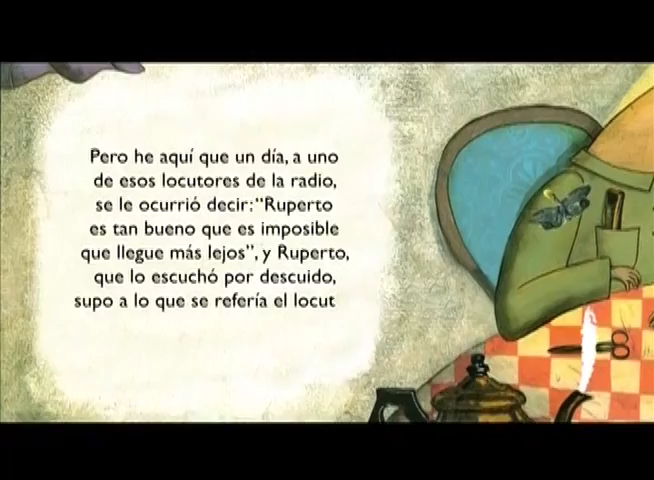 Pero he aquí que un día, a uno
de esos locutores de la radio,
se le ocurrió decir:“Ruperto
es tan bueno que es imposible
que llegue más lejos”, y Ruperto,
que lo escuchó por descuido,
supo a lo que se refería el locut